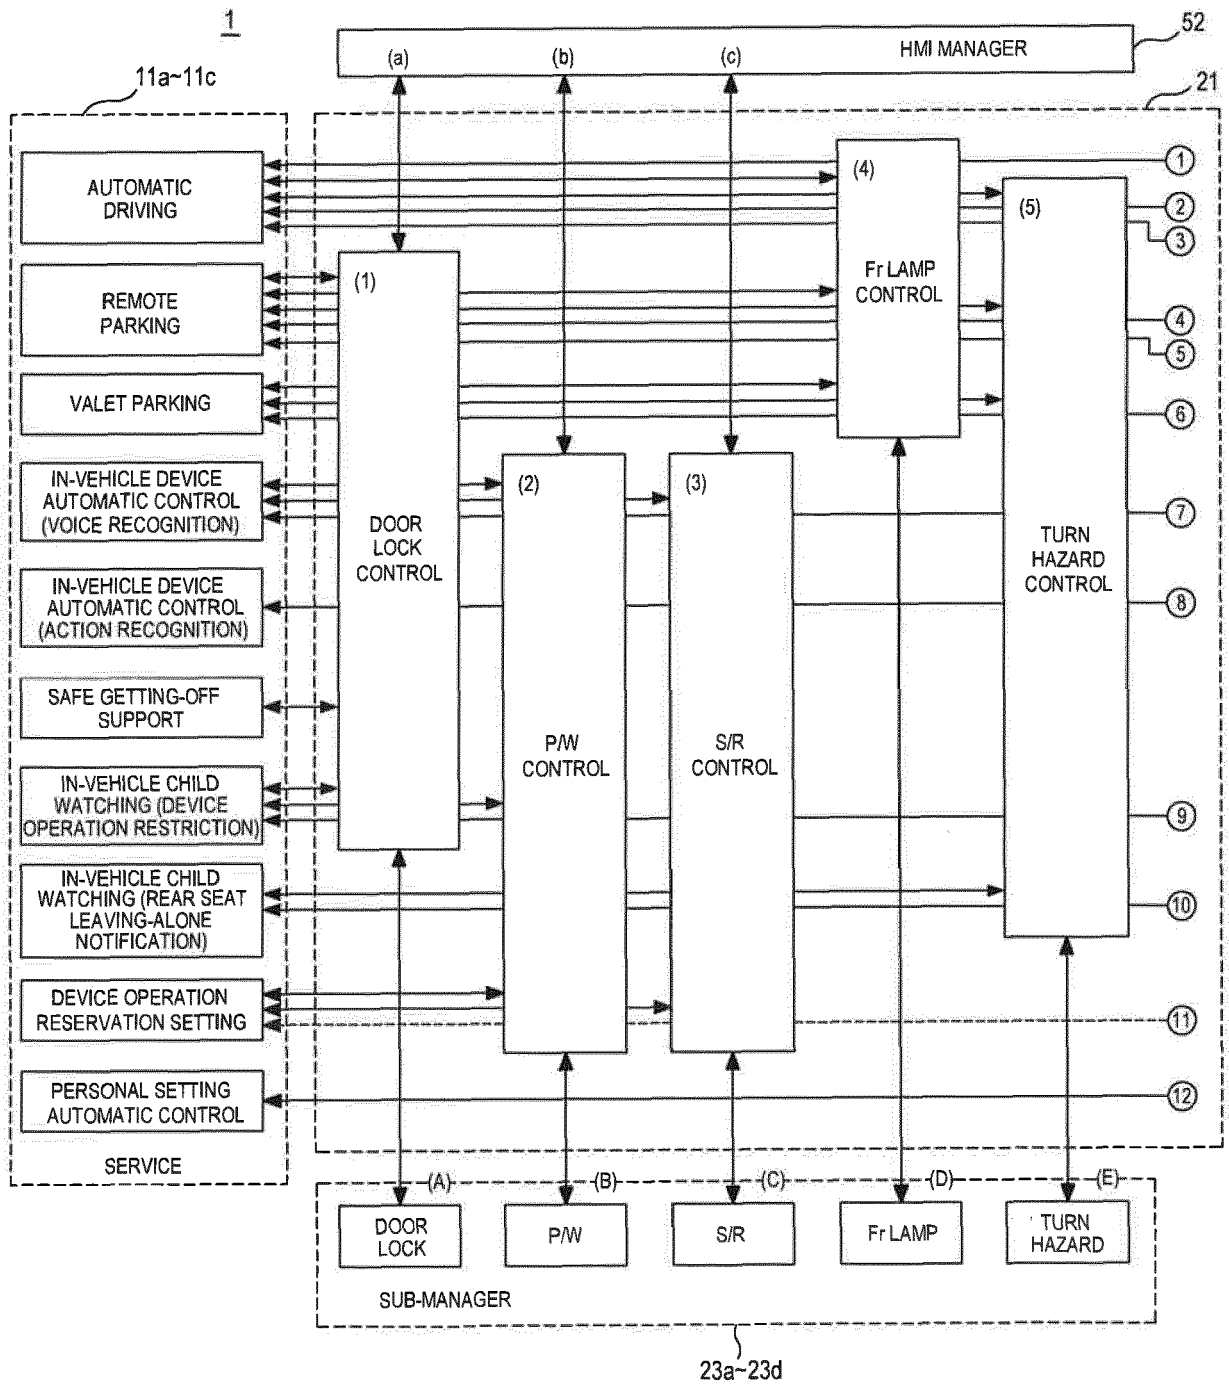 1
52
(a)
(b)
(c)
HMI MANAGER
11a~11c
21
AUTOMATIC
DRIVING
REMOTE
PARKING
VALET PARKING
IN-VEHICLE DEVICE
AUTOMATIC CONTROL
(VOICE RECOGNITION)
IN-VEHICLE DEVICE
AUTOMATIC CONTROL
(ACTION RECOGNITION)
SAFE GETTING-OFF
SUPPORT
IN-VEHICLE CHILD
WATCHING (DEVICE
OPERATION RESTRICTION)
IN-VEHICLE CHILD
WATCHING (REAR SEAT
LEAVING-ALONE
NOTIFICATION)
DEVICE OPERATION
RESERVATION SETTING
PERSONAL SETTING
AUTOMATIC CONTROL
SERVICE
(1)
DOOR
LOCK
CONTROL
(2)
P/W
CONTROL
(3)
S/R
CONTROL
(4)
Fr LAMP
CONTROL
(5)
TURN
HAZARD
CONTROL
1
2
3
4
5
6
7
8
9
10
11
12
(A)
(B)
(C)
(D)
(E)
DOOR
LOCK
P/W
S/R
Fr LAMP
TURN
HAZARD
SUB-MANAGER
23a~23d